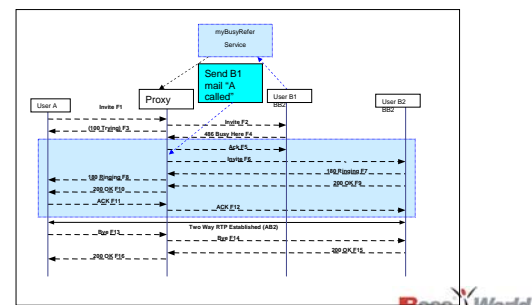 myBusyRefer
Service
Send B1
mail "A
called"
User A
Proxy
User B1
BB2
User B2
BB2
Invite F1
Invite F2
(100 Trying) F3
486 Busy Here F4
Ack F5
Invite F6
180 Ringing F7
180 Ringing F8
200 OK F9
200 OK F10
ACK F11
ACK F12
Two Way RTP Established (AB2)
Bye F13
Bye F14
200 OK F15
200 OK F16